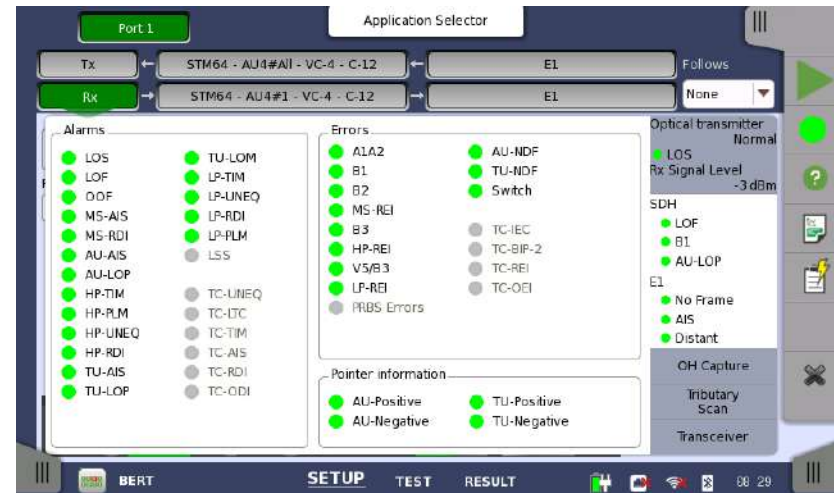 Port 1
Application Selector
Tx
STM64 - AU4#All - VC-4 - C-12
E1
Follows
Rx
STM64 - AU4#1 - VC-4 - C-12
E1
None
Alarms
LOS
LOF
OOF
MS-AIS
MS-RDI
AU-AIS
AU-LOP
HP-TIM
HP-PLM
HP-UNEQ
HP-RDI
TU-AIS
TU-LOP
TU-LOM
LP-TIM
LP-UNEQ
LP-RDI
LP-PLM
LSS
TC-UNEQ
TC-LTC
TC-TIM
TC-AIS
TC-RDI
TC-ODI
Errors
A1A2
B1
B2
MS-REI
B3
HP-REI
V5/B3
LP-REI
PRBS Errors
AU-NDF
TU-NDF
Switch
TC-IEC
TC-BIP-2
TC-REI
TC-OEI
Pointer information
AU-Positive
AU-Negative
TU-Positive
TU-Negative
Optical transmitter
Normal
LOS
Rx Signal Level
-3 dBm
SDH
LOF
B1
AU-LOP
E1
No Frame
AIS
Distant
OH Capture
Tributary
Scan
Transceiver
BERT
SETUP
TEST
RESULT
08 29